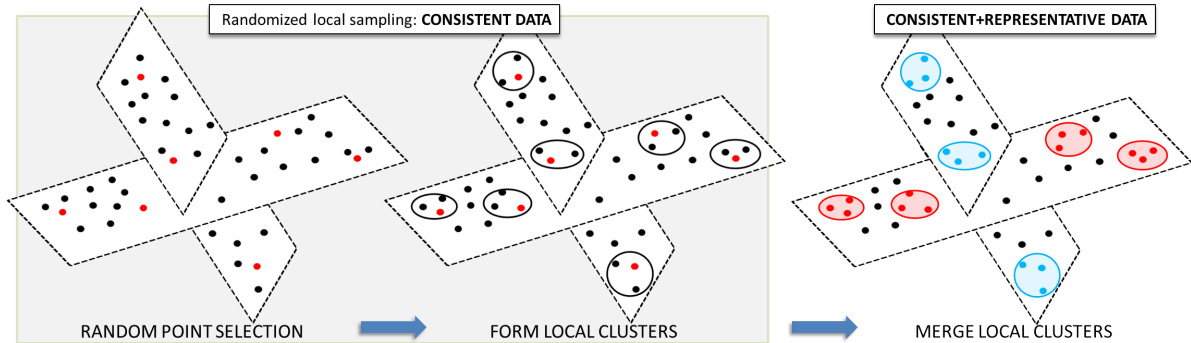 Randomized local sampling: CONSISTENT DATA
CONSISTENT+REPRESENTATIVE DATA
RANDOM POINT SELECTION
FORM LOCAL CLUSTERS
MERGE LOCAL CLUSTERS